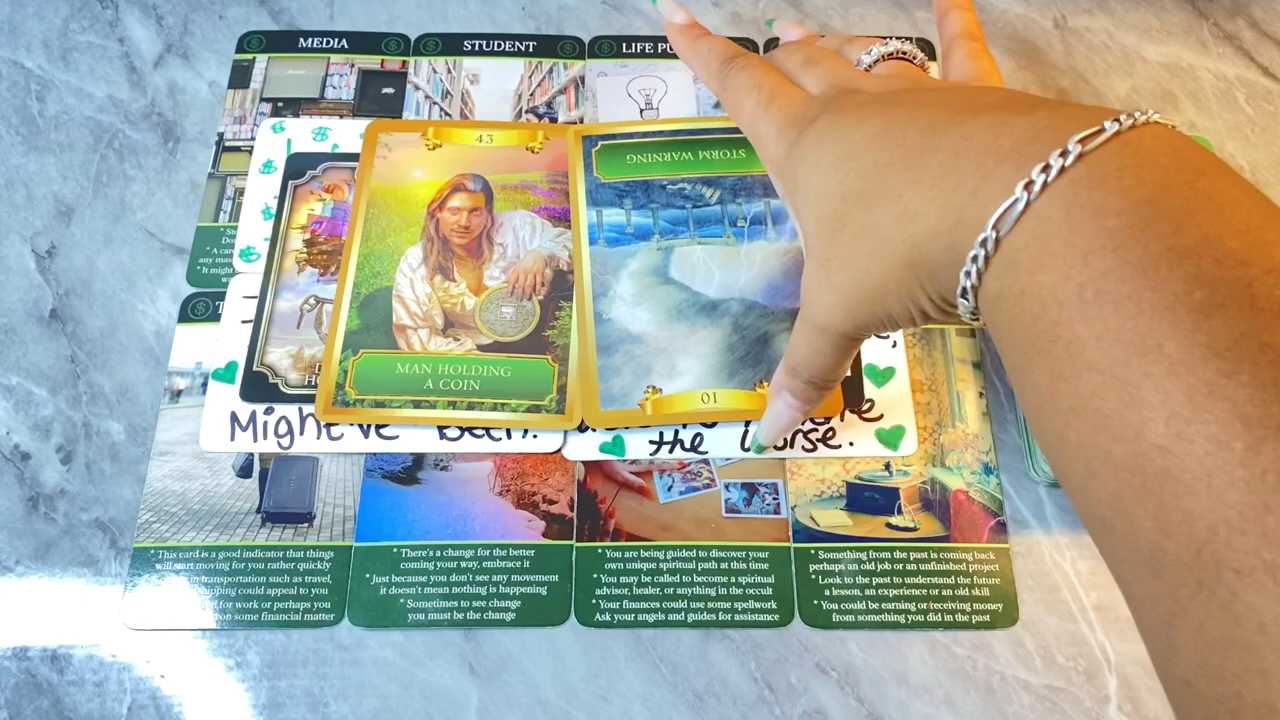 MEDIA
STUDENT
LIFE
43
STORM WARNING
MAN HOLDING
A COIN
01
Might've Been.
the Worse.
* This card is a good indicator that things
will start moving for you rather quickly
in transportation such as travel,
could appeal to you
for work or perhaps you
on some financial matter
* There's a change for the better
coming your way, embrace it
* Just because you don't see any movement
it doesn't mean nothing is happening
* Sometimes to see change
you must be the change
* You are being guided to discover your
own unique spiritual path at this time
* You may be called to become a spiritual
advisor, healer, or anything in the occult
* Your finances could use some spellwork
Ask your angels and guides for assistance
* Something from the past is coming back
perhaps an old job or an unfinished project
* Look to the past to understand the future
a lesson, an experience or an old skill
* You could be earning or receiving money
from something you did in the past